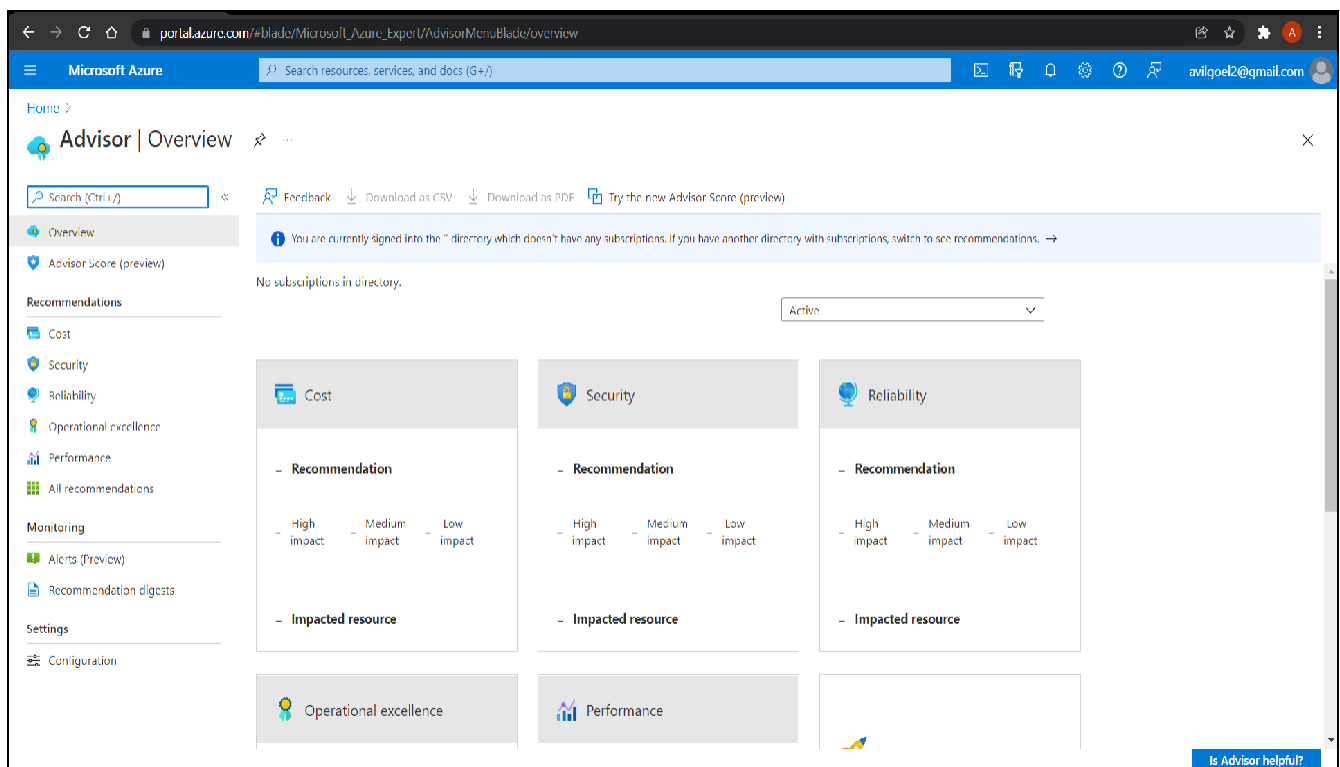 portal.azure.com/#blade/Microsoft_Azure_Expert/AdvisorMenuBlade/overview
A
Microsoft Azure
Search resources, services, and docs (G+/)
avilgoel2@gmail.com
Home >
Advisor | Overview
Search (Ctrl+/)
«
Feedback
Download as CSV
Download as PDF
Try the new Advisor Score (preview)
Overview
Advisor Score (preview)
Recommendations
Cost
Security
Reliability
Operational excellence
Performance
All recommendations
Monitoring
Alerts (Preview)
Recommendation digests
Settings
Configuration
You are currently signed into the '' directory which doesn't have any subscriptions. If you have another directory with subscriptions, switch to see recommendations. →
No subscriptions in directory.
Active
Cost
– Recommendation
– High impact – Medium impact – Low impact
– Impacted resource
Security
– Recommendation
– High impact – Medium impact – Low impact
– Impacted resource
Reliability
– Recommendation
– High impact – Medium impact – Low impact
– Impacted resource
Operational excellence
Performance
Is Advisor helpful?